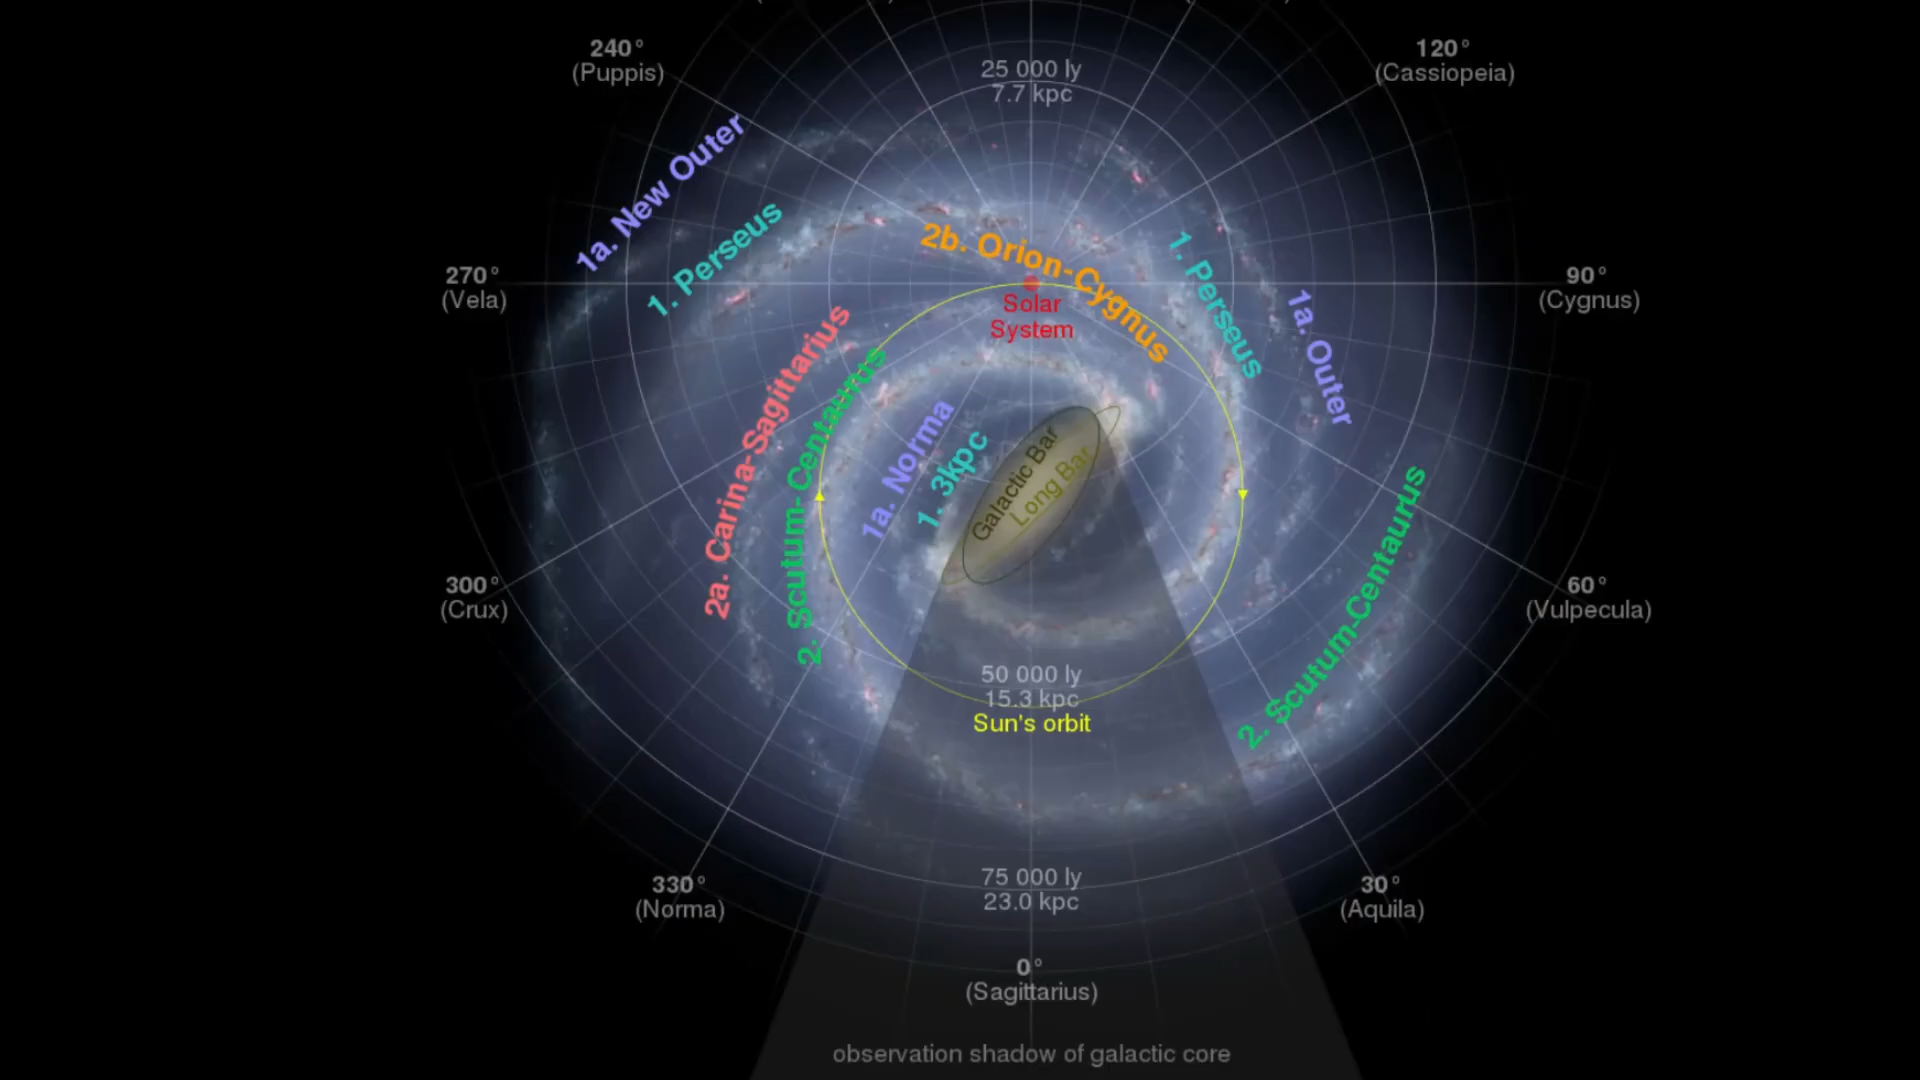 240°
(Puppis)
120°
(Cassiopeia)
25 000 ly
7.7 kpc
1a. New Outer
1. Perseus
2b. Orion-Cygnus
1. Perseus
270°
(Vela)
90°
(Cygnus)
Solar
System
1a. Outer
2a. Carina-Sagittarius
2. Scutum-Centaurus
1a. Norma
1. 3kpc
Galactic Bar
Long Bar
2. Scutum-Centaurus
300°
(Crux)
60°
(Vulpecula)
50 000 ly
15.3 kpc
Sun's orbit
330°
(Norma)
75 000 ly
23.0 kpc
30°
(Aquila)
0°
(Sagittarius)
observation shadow of galactic core